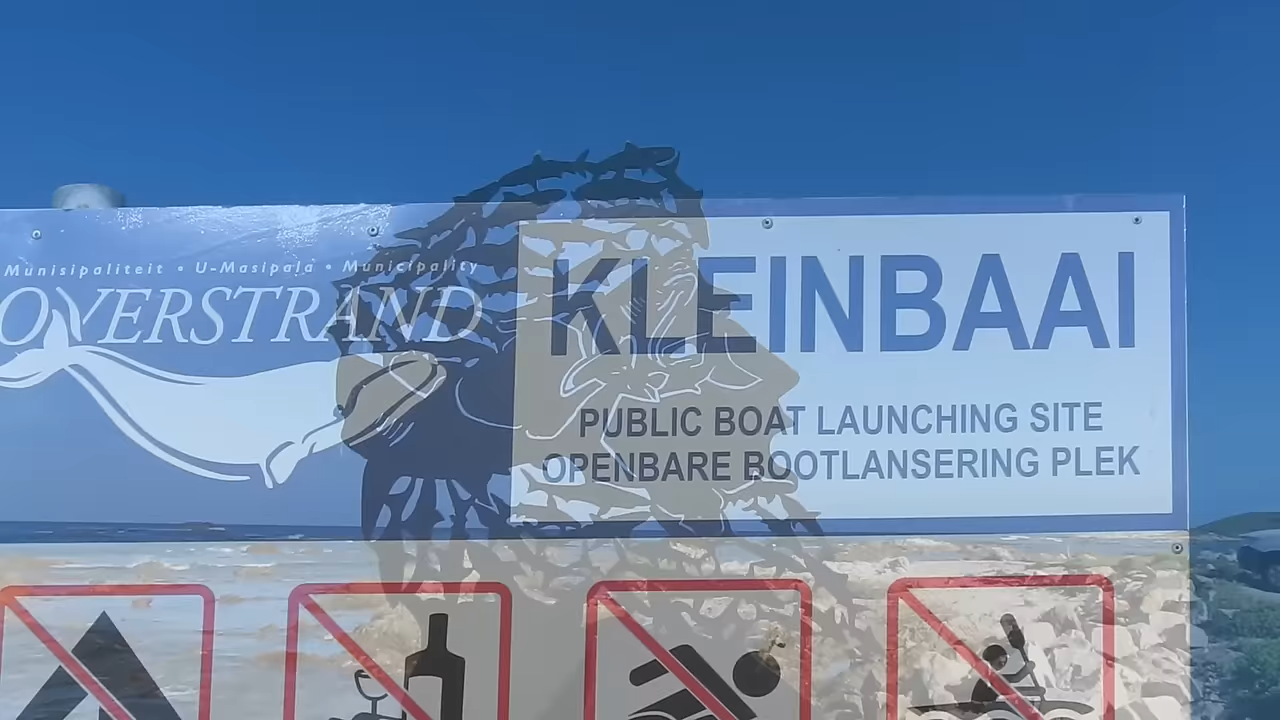 Munisipaliteit • U-Masipala • Municipality
OVERSTRAND
KLEINBAAI
PUBLIC BOAT LAUNCHING SITE
OPENBARE BOOTLANSERING PLEK